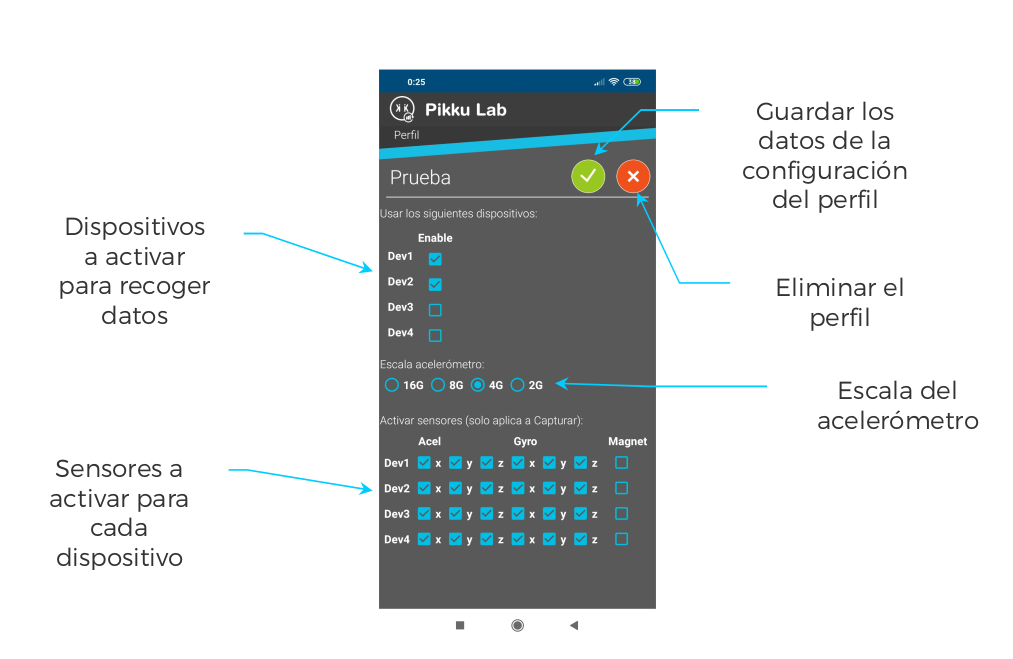 0:25
38
Pikku Lab
Perfil
Prueba
Usar los siguientes dispositivos:
Enable
Dev1
Dev2
Dev3
Dev4
Escala acelerómetro:
16G 8G 4G 2G
Activar sensores (solo aplica a Capturar):
Acel Gyro Magnet
Dev1 x y z x y z
Dev2 x y z x y z
Dev3 x y z x y z
Dev4 x y z x y z
Dispositivos
a activar
para recoger
datos
Sensores a
activar para
cada
dispositivo
Guardar los
datos de la
configuración
del perfil
Eliminar el
perfil
Escala del
acelerómetro